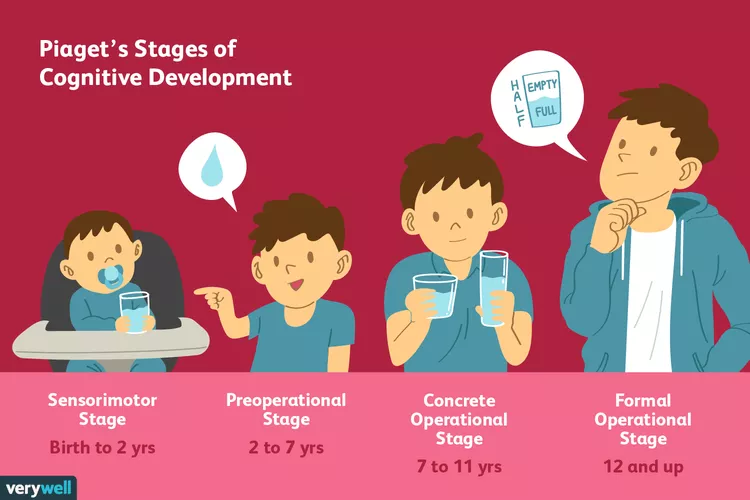 Piaget's Stages of
Cognitive Development
HALF
EMPTY
FULL
Sensorimotor
Stage
Birth to 2 yrs
Preoperational
Stage
2 to 7 yrs
Concrete
Operational
Stage
7 to 11 yrs
Formal
Operational
Stage
12 and up
verywell